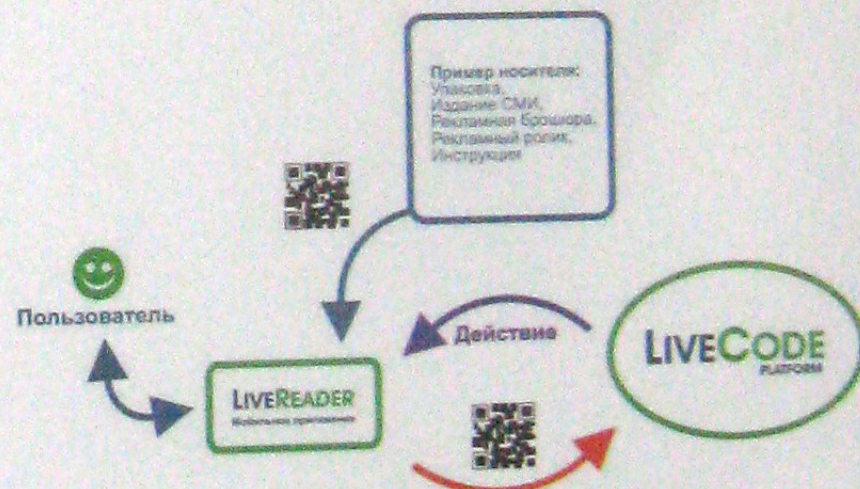 Пример носителя:
Упаковка,
Издание СМИ,
Рекламная брошюра,
Рекламный ролик,
Инструкция
Пользователь
Действие
LIVECODE
PLATFORM
LIVEREADER
Мобильное приложение